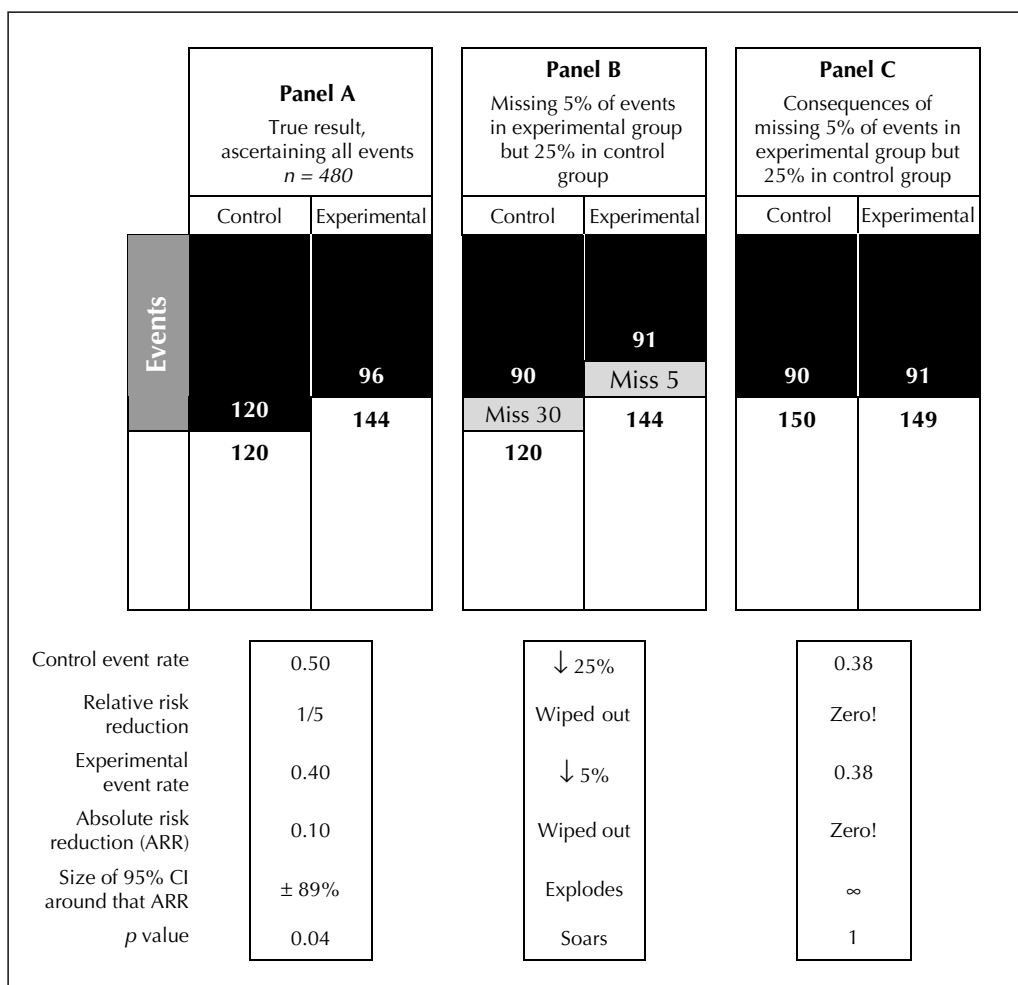 Panel A
True result,
ascertaining all events
n = 480
Control Experimental
Panel B
Missing 5% of events
in experimental group
but 25% in control
group
Control Experimental
Panel C
Consequences of
missing 5% of events in
experimental group but
25% in control group
Control Experimental
Events
96
120
144
120
91
90
Miss 5
Miss 30
144
120
90 91
150 149
Control event rate 0.50 ↓ 25% 0.38
Relative risk
reduction 1/5 Wiped out Zero!
Experimental
event rate 0.40 ↓ 5% 0.38
Absolute risk
reduction (ARR) 0.10 Wiped out Zero!
Size of 95% CI
around that ARR ± 89% Explodes ∞
p value 0.04 Soars 1